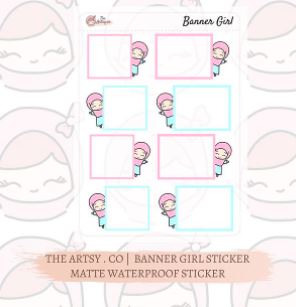 Banner Girl
THE ARTSY . CO | BANNER GIRL STICKER
MATTE WATERPROOF STICKER